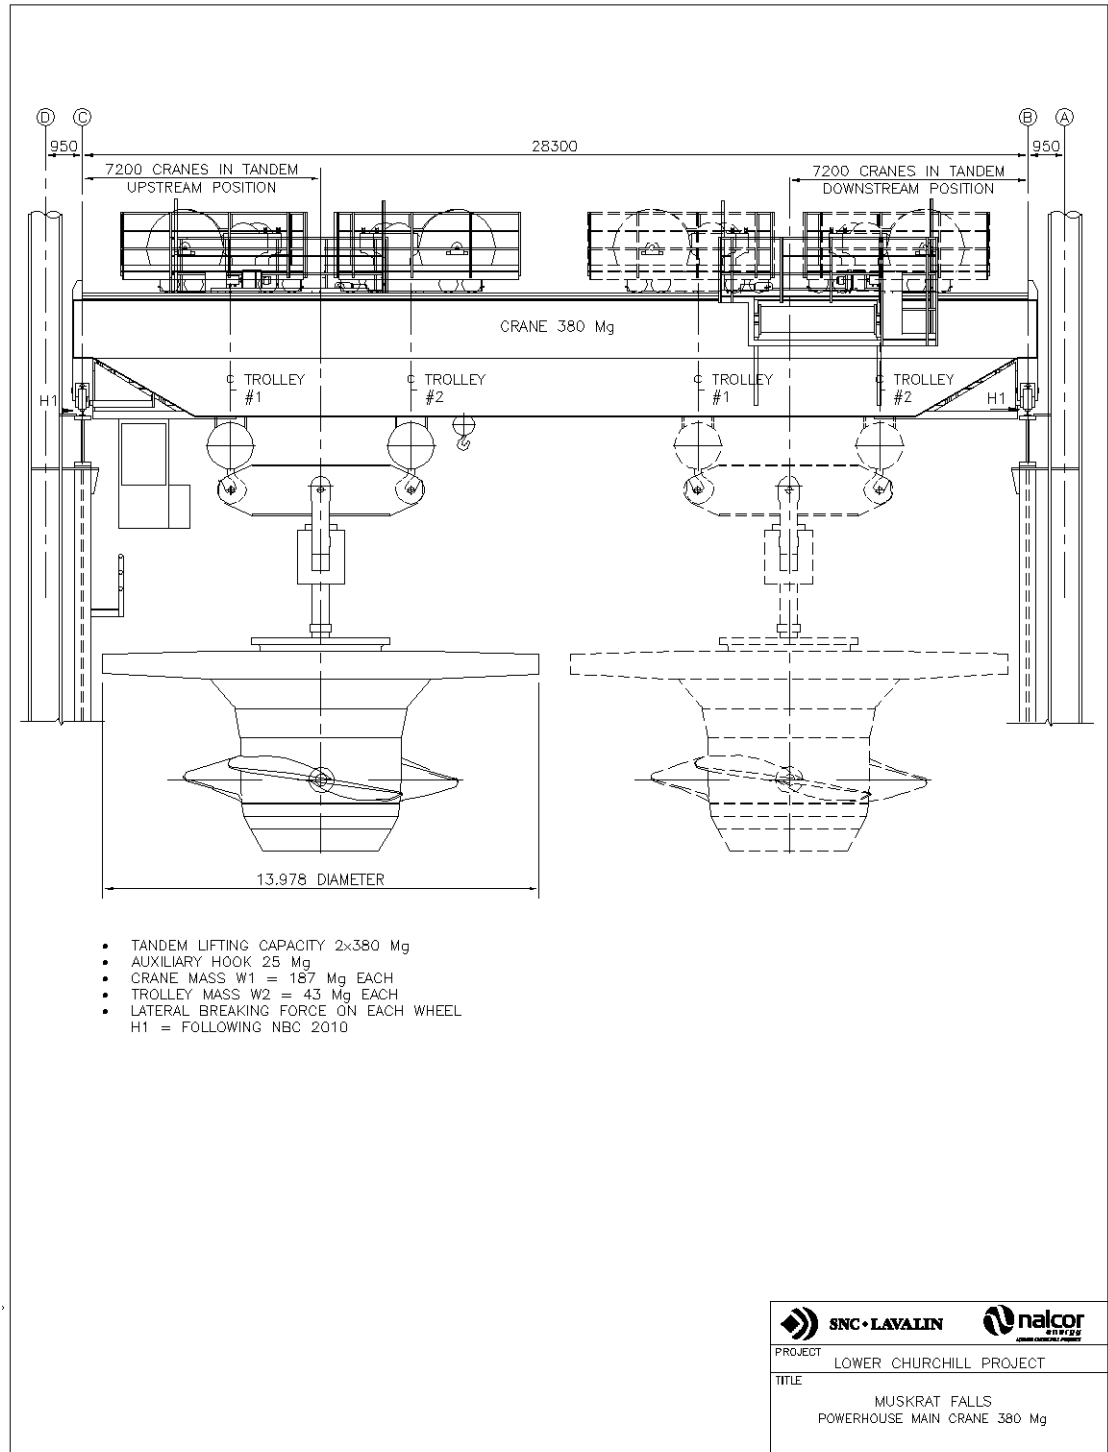 D C B A
950 28300 950
7200 CRANES IN TANDEM
UPSTREAM POSITION
7200 CRANES IN TANDEM
DOWNSTREAM POSITION
CRANE 380 Mg
C TROLLEY
#1
C TROLLEY
#2
C TROLLEY
#1
C TROLLEY
#2
H1
H1
13.978 DIAMETER
• TANDEM LIFTING CAPACITY 2x380 Mg
• AUXILIARY HOOK 25 Mg
• CRANE MASS W1 = 187 Mg EACH
• TROLLEY MASS W2 = 43 Mg EACH
• LATERAL BREAKING FORCE ON EACH WHEEL
H1 = FOLLOWING NBC 2010
SNC•LAVALIN
nalcor
energy
LOWER CHURCHILL PROJECT
PROJECT
LOWER CHURCHILL PROJECT
TITLE
MUSKRAT FALLS
POWERHOUSE MAIN CRANE 380 Mg